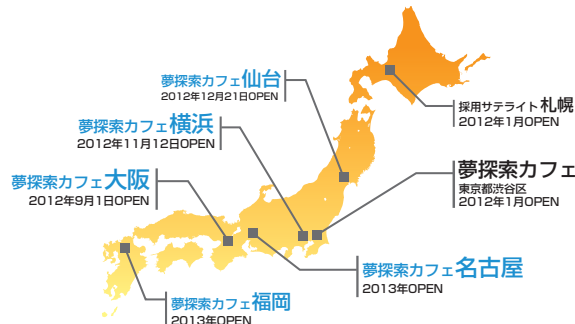 夢探索カフェ仙台
2012年12月21日OPEN
採用サテライト札幌
2012年1月OPEN
夢探索カフェ横浜
2012年11月12日OPEN
夢探索カフェ
東京都渋谷区
2012年1月OPEN
夢探索カフェ大阪
2012年9月1日OPEN
夢探索カフェ名古屋
2013年OPEN
夢探索カフェ福岡
2013年OPEN